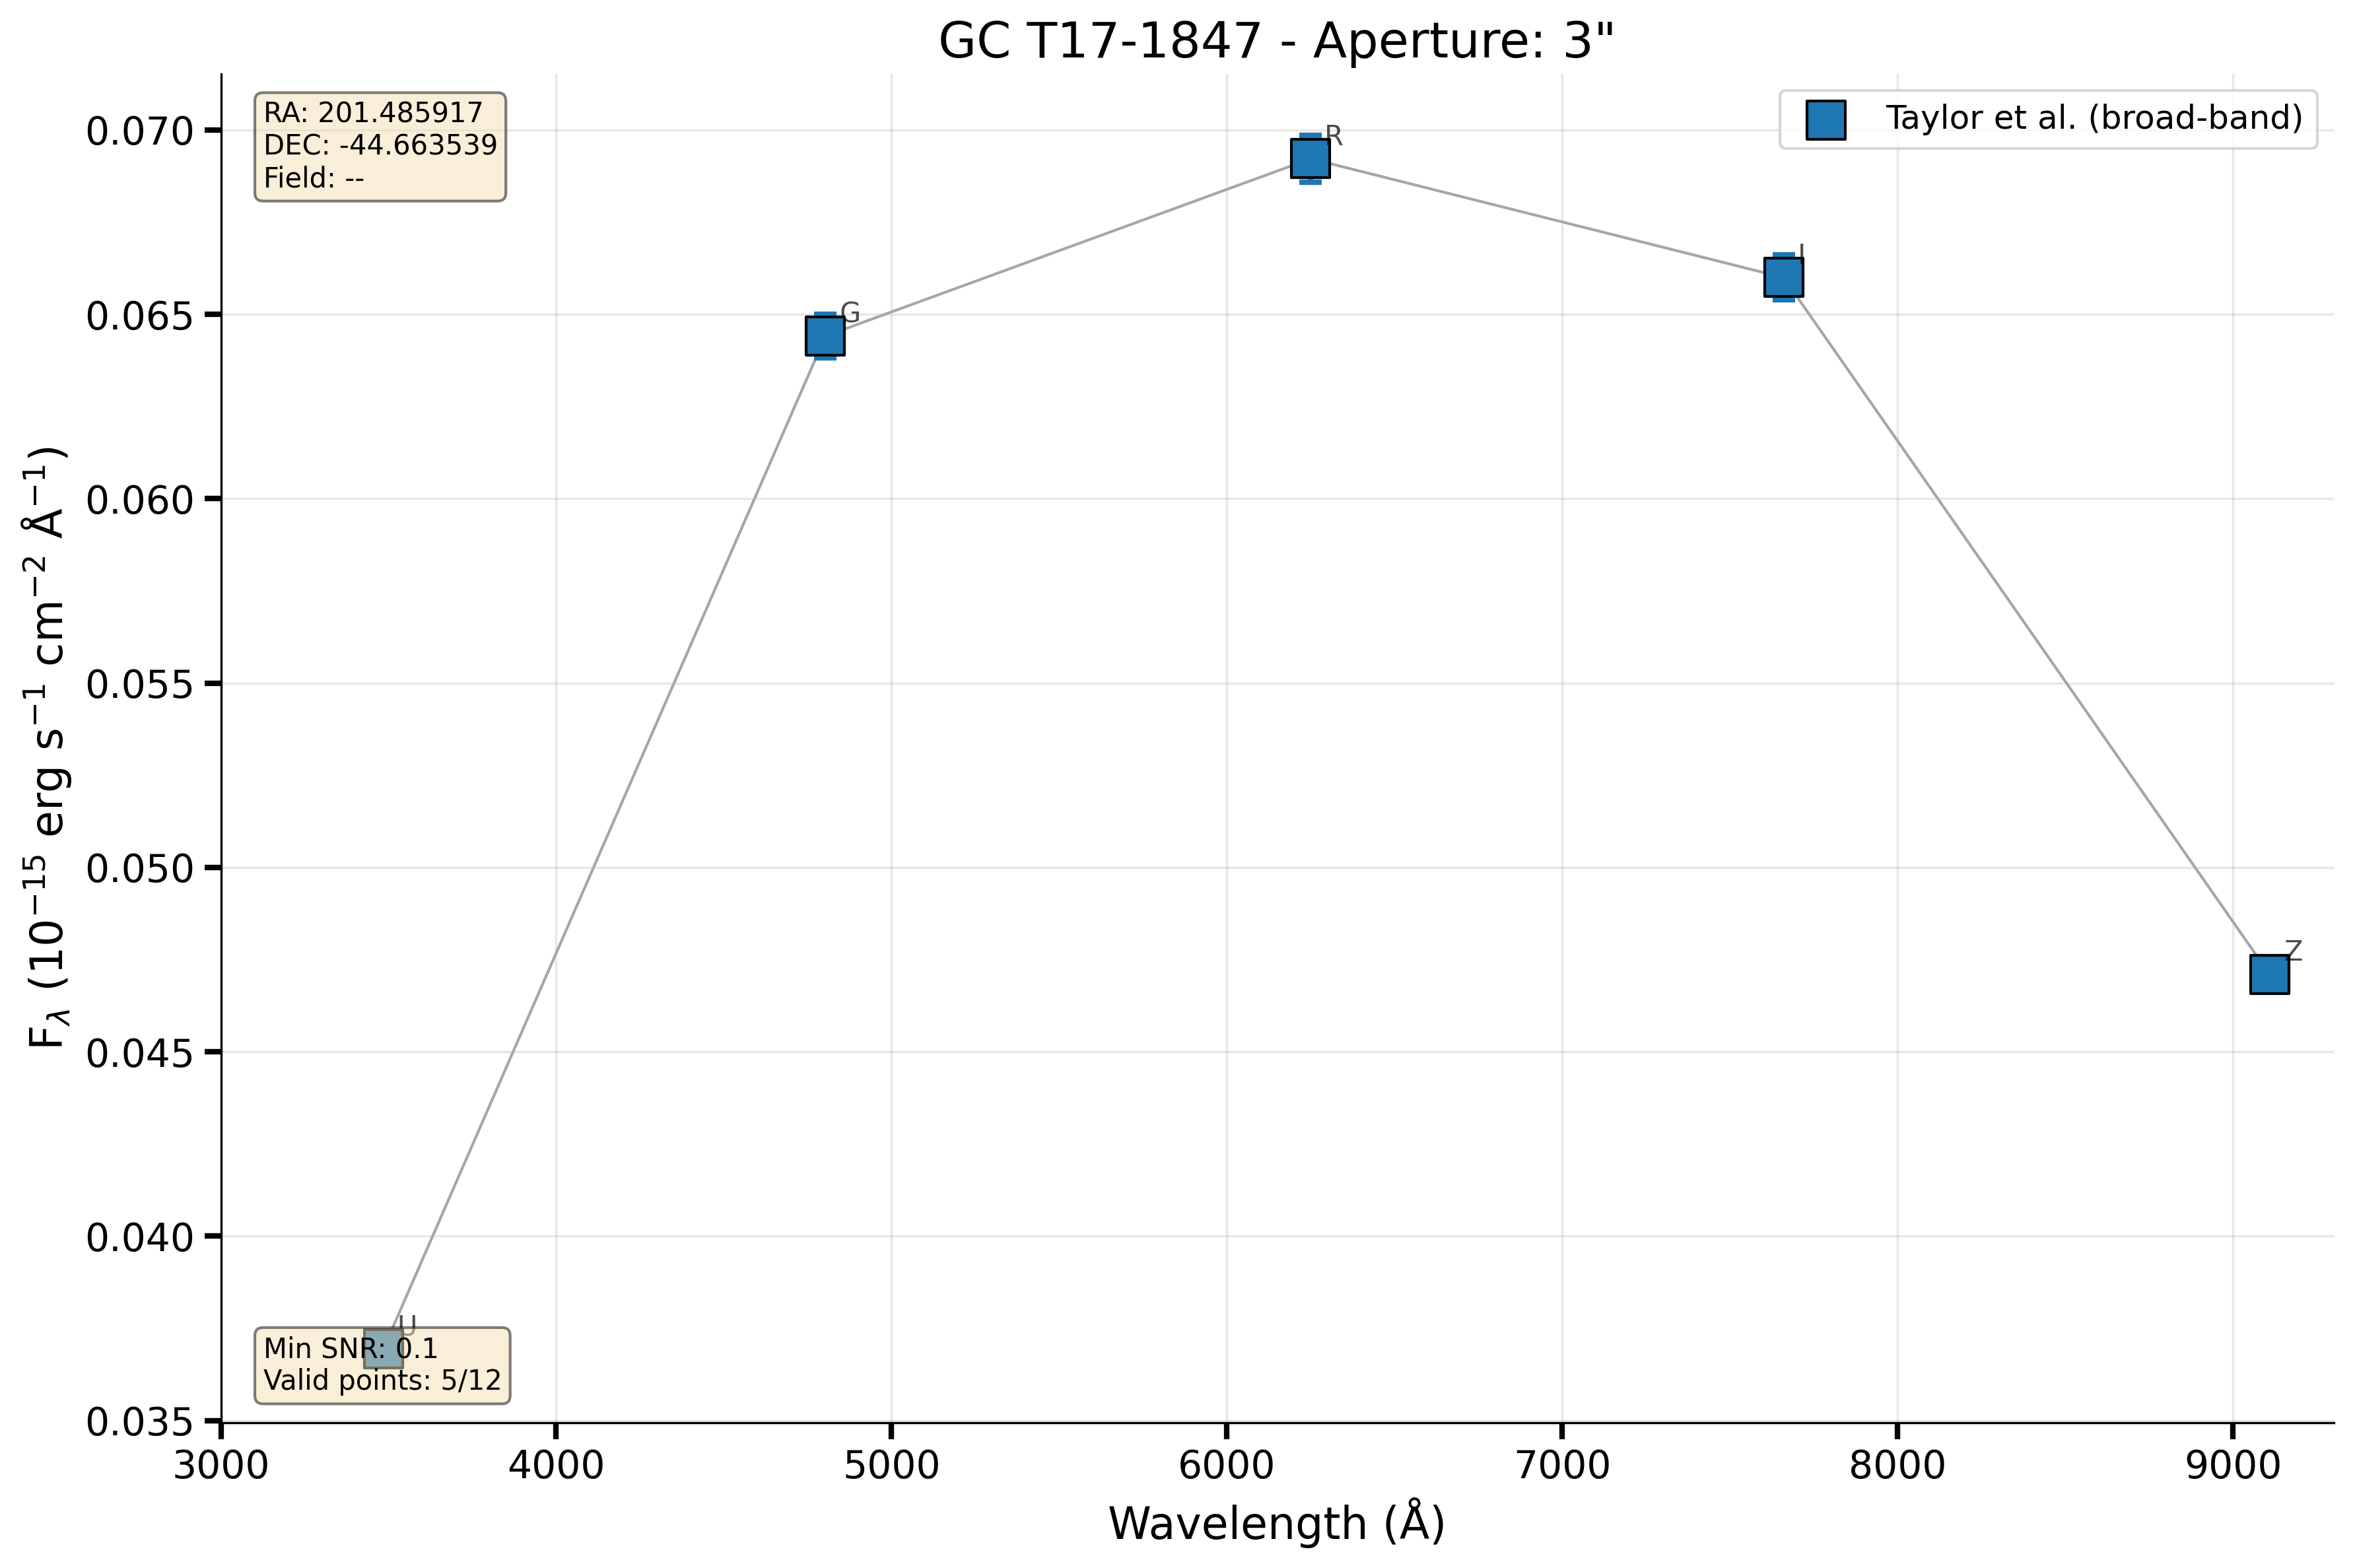 GC T17-1847 - Aperture: 3"
RA: 201.485917
DEC: -44.663539
Field: --
Taylor et al. (broad-band)
R
I
G
Z
U
Min SNR: 0.1
Valid points: 5/12
0.070
0.065
0.060
0.055
0.050
0.045
0.040
0.035
F_λ (10⁻¹⁵ erg s⁻¹ cm⁻² Å⁻¹)
3000 4000 5000 6000 7000 8000 9000
Wavelength (Å)